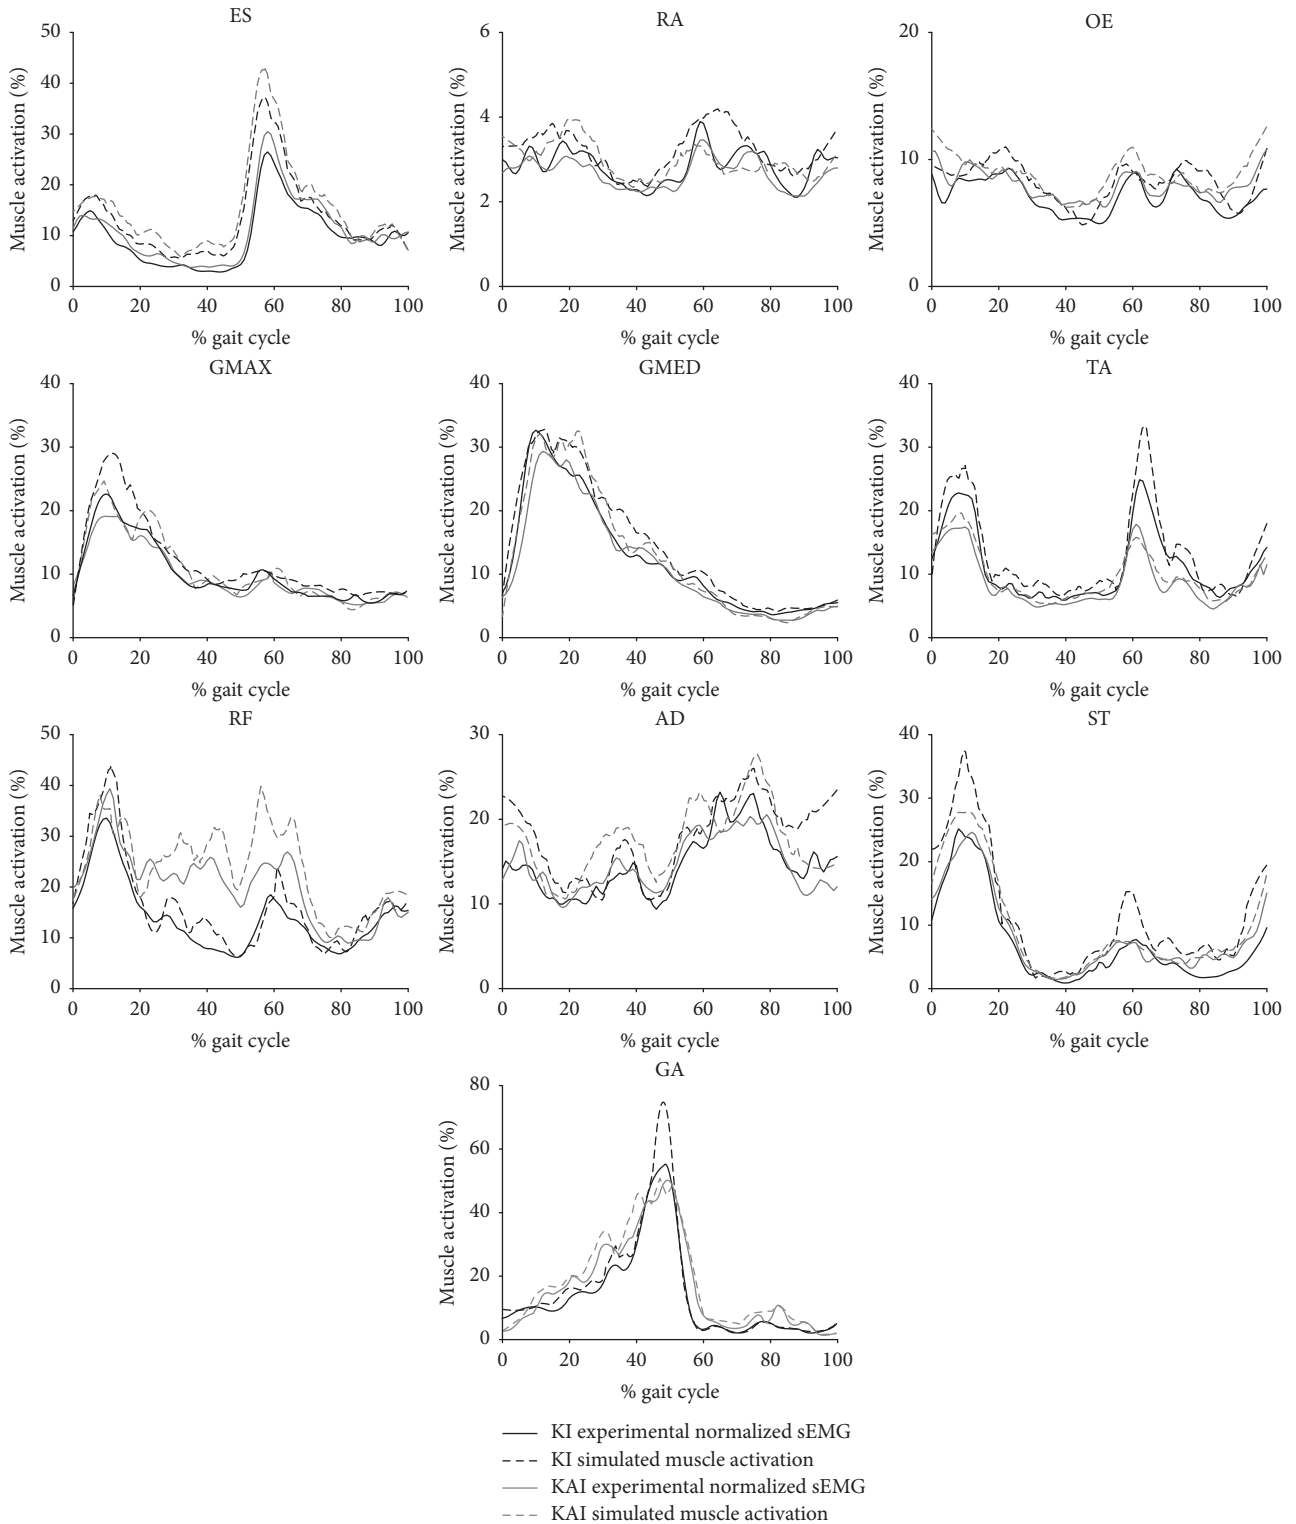 ES
50
40
30
20
10
0
Muscle activation (%)
0 20 40 60 80 100
% gait cycle
RA
6
4
2
0
Muscle activation (%)
0 20 40 60 80 100
% gait cycle
OE
20
10
0
Muscle activation (%)
0 20 40 60 80 100
% gait cycle
GMAX
40
30
20
10
0
Muscle activation (%)
0 20 40 60 80 100
% gait cycle
GMED
40
30
20
10
0
Muscle activation (%)
0 20 40 60 80 100
% gait cycle
TA
40
30
20
10
0
Muscle activation (%)
0 20 40 60 80 100
% gait cycle
RF
50
40
30
20
10
0
Muscle activation (%)
0 20 40 60 80 100
% gait cycle
AD
30
20
10
0
Muscle activation (%)
0 20 40 60 80 100
% gait cycle
ST
40
30
20
10
0
Muscle activation (%)
0 20 40 60 80 100
% gait cycle
GA
80
60
40
20
0
Muscle activation (%)
0 20 40 60 80 100
% gait cycle
KI experimental normalized sEMG
KI simulated muscle activation
KAI experimental normalized sEMG
KAI simulated muscle activation